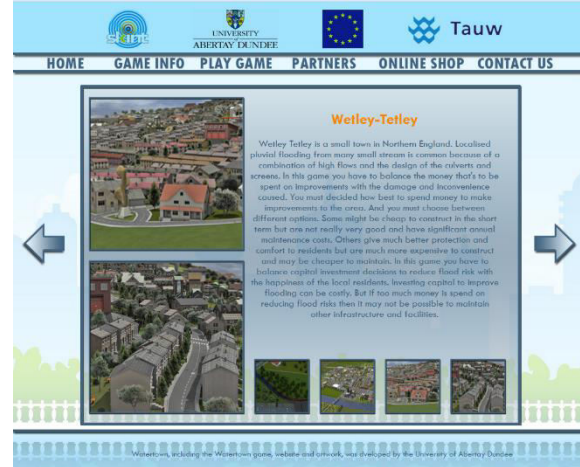 SKINT
UNIVERSITY
OF
ABERTAY DUNDEE
Tauw
HOME GAME INFO PLAY GAME PARTNERS ONLINE SHOP CONTACT US
Wetley-Tetley
Wetley Tetley is a small town in Northern England. Localised
pluvial flooding from many small stream is common because of a
combination of high flows and the design of the culverts and
screens. In this game you have to balance the money that's to be
spent on improvements with the damage and inconvenience
caused. You must decided how best to spend money to make
improvements to the area. And you must choose between
different options. Some might be cheap to construct in the short
term but are not really very good and have significant annual
maintenance costs. Others give much better protection and
comfort to residents but are much more expensive to construct
and may be cheaper to maintain. In this game you have to
balance capital investment decisions to reduce flood risk with
the happiness of the local residents. Investing capital to improve
flooding can be costly. But if too much money is spend on
reducing flood risks then it may not be possible to maintain
other infrastructure and facilities.
Watertown, including the Watertown game, website and artwork, was dveloped by the University of Abertay Dundee